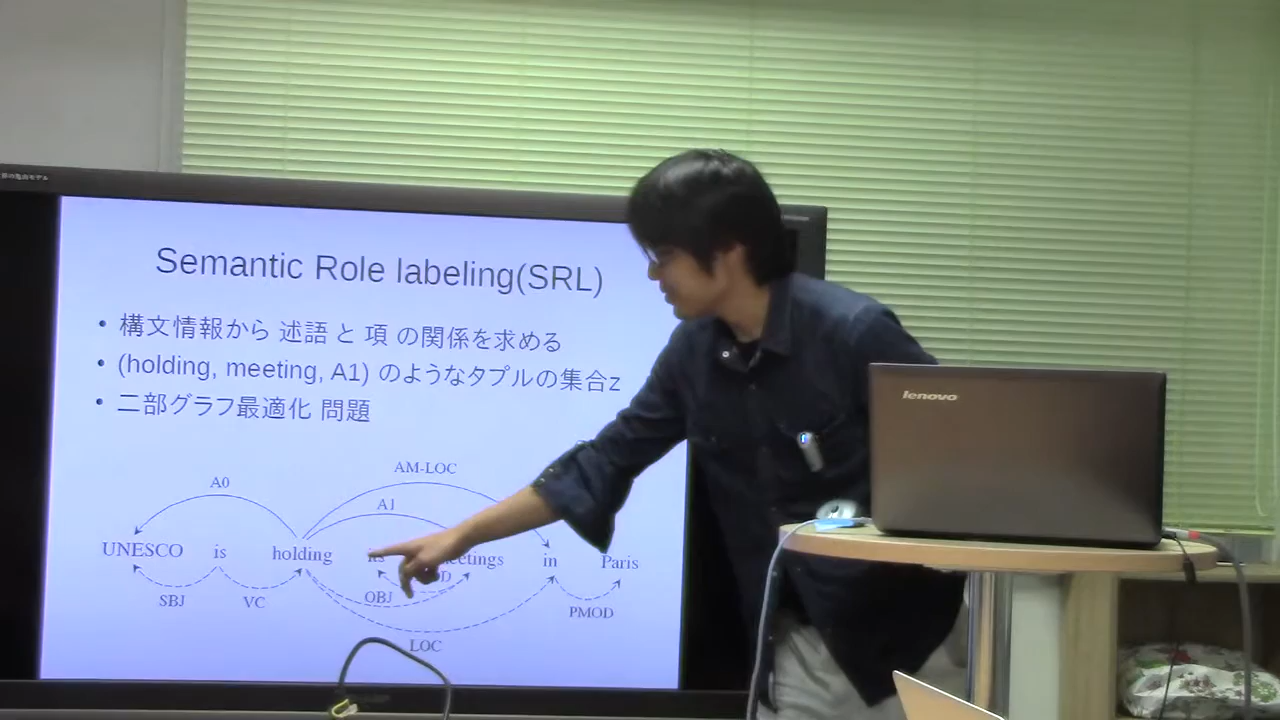 Semantic Role labeling(SRL)
• 構文情報から 述語 と 項 の関係を求める
• (holding, meeting, A1) のようなタプルの集合z
• 二部グラフ最適化 問題
AM-LOC
A0
A1
UNESCO is holding in Paris
SBJ VC OBJ PMOD
LOC
lenovo